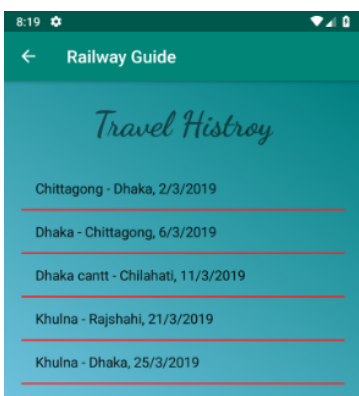 8:19
Railway Guide
Travel Histroy
Chittagong - Dhaka, 2/3/2019
Dhaka - Chittagong, 6/3/2019
Dhaka cantt - Chilahati, 11/3/2019
Khulna - Rajshahi, 21/3/2019
Khulna - Dhaka, 25/3/2019